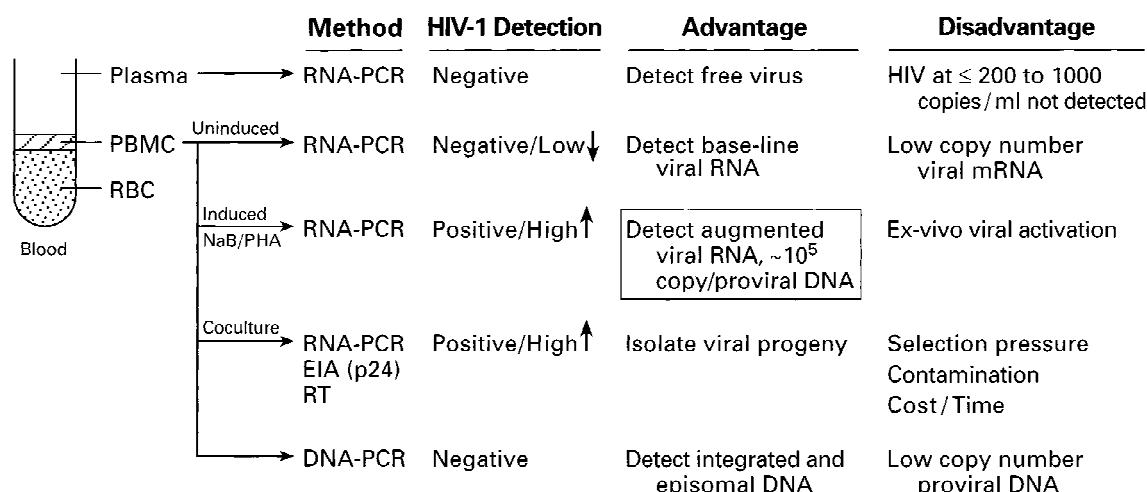 Method HIV-1 Detection Advantage Disadvantage
Plasma RNA-PCR Negative Detect free virus HIV at ≤ 200 to 1000
copies/ml not detected
Uninduced
PBMC RNA-PCR Negative/Low Detect base-line Low copy number
viral RNA viral mRNA
RBC
Induced
NaB/PHA
RNA-PCR Positive/High Detect augmented Ex-vivo viral activation
viral RNA, ~10⁵
copy/proviral DNA
Blood
Coculture
RNA-PCR Positive/High Isolate viral progeny Selection pressure
EIA (p24) Contamination
RT Cost/Time
DNA-PCR Negative Detect integrated and Low copy number
episomal DNA proviral DNA